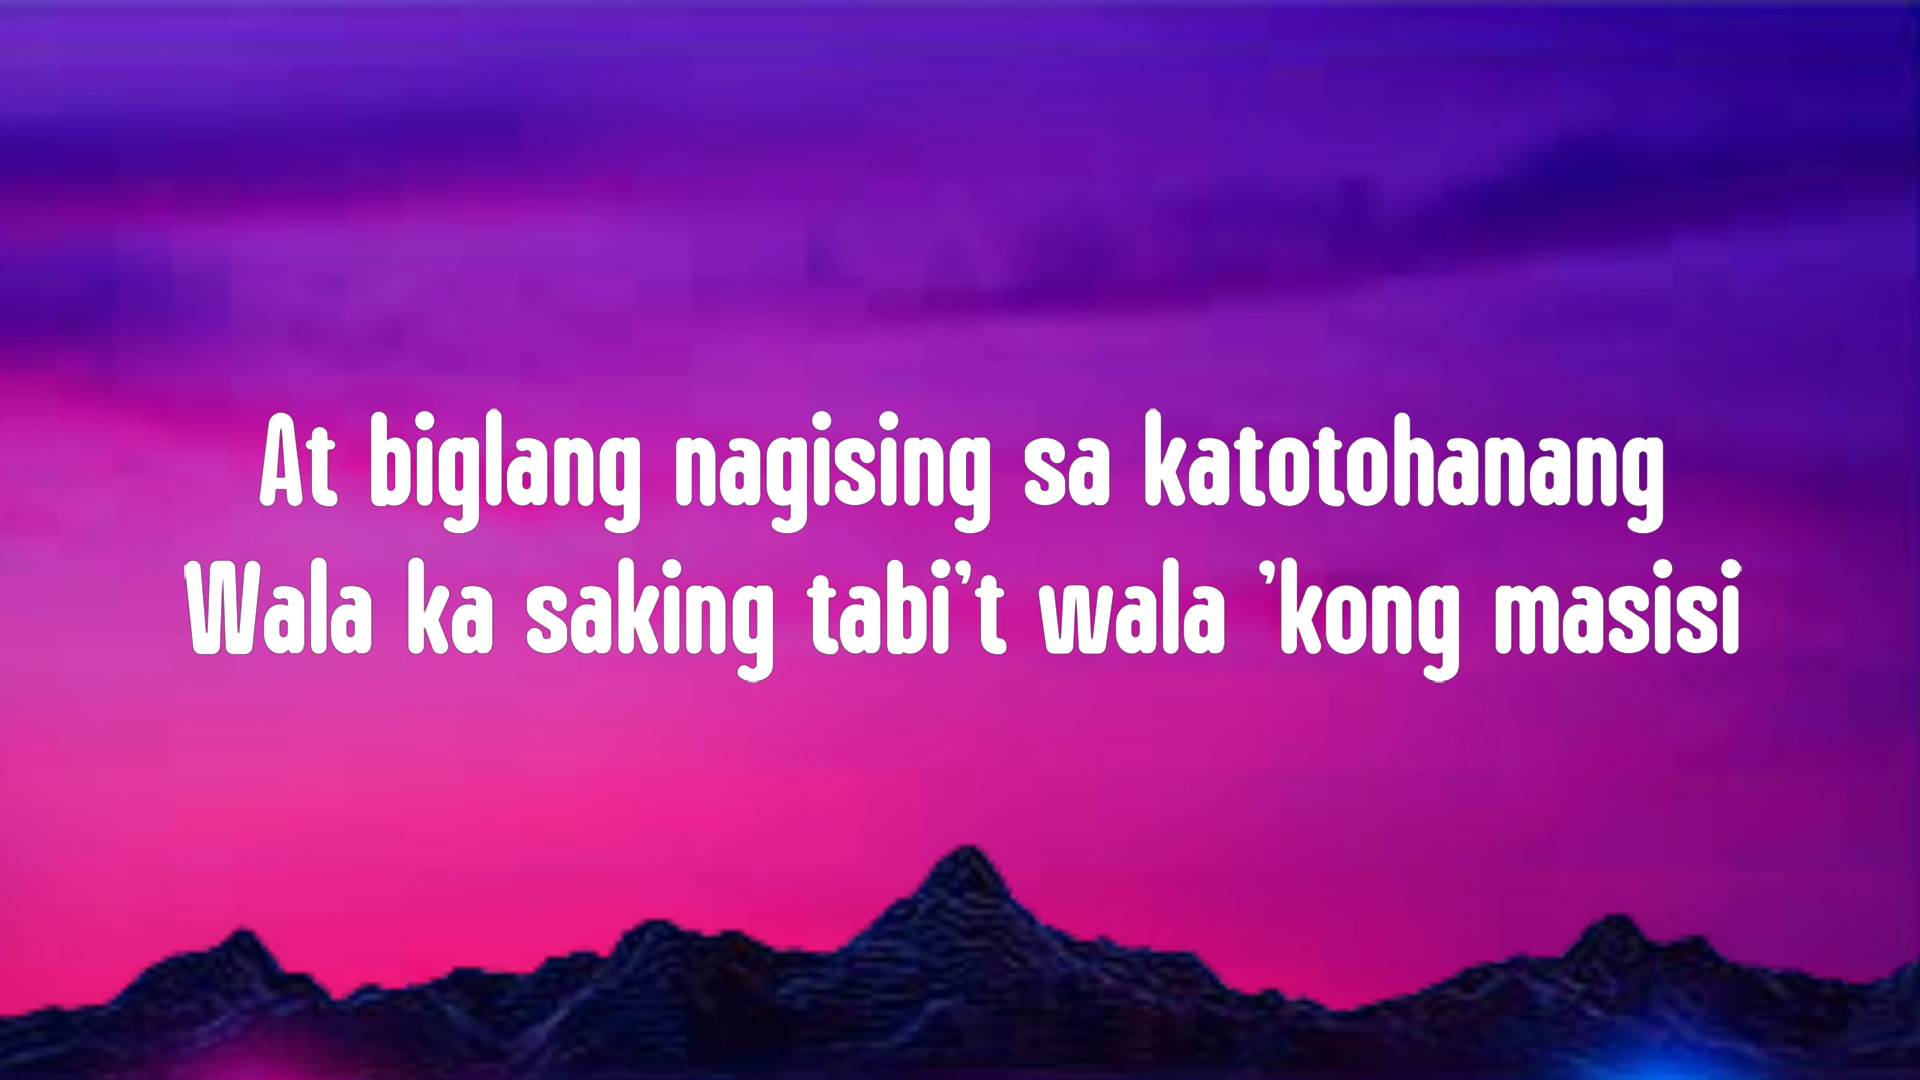 At biglang nagising sa katotohanang
Wala ka saking tabi't wala 'kong masisi